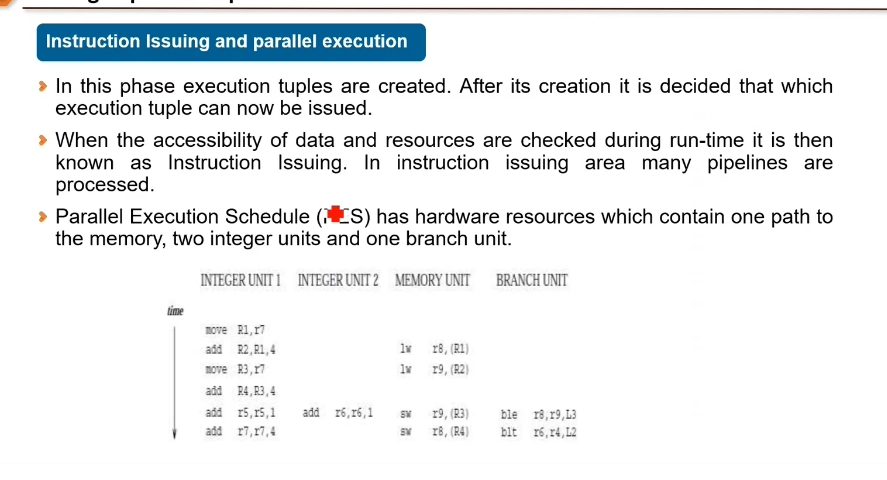 Instruction Issuing and parallel execution
In this phase execution tuples are created. After its creation it is decided that which
execution tuple can now be issued.
When the accessibility of data and resources are checked during run-time it is then
known as Instruction Issuing. In instruction issuing area many pipelines are
processed.
Parallel Execution Schedule ( S) has hardware resources which contain one path to
the memory, two integer units and one branch unit.
INTEGER UNIT 1 INTEGER UNIT 2 MEMORY UNIT BRANCH UNIT
time
move R1,r7
add R2,R1,4 lw r8,(R1)
move R3,r7 lw r9,(R2)
add R4,R3,4
add r5,r5,1 add r6,r6,1 sw r9,(R3) ble r8,r9,L3
add r7,r7,4 sw r8,(R4) blt r6,r4,L2